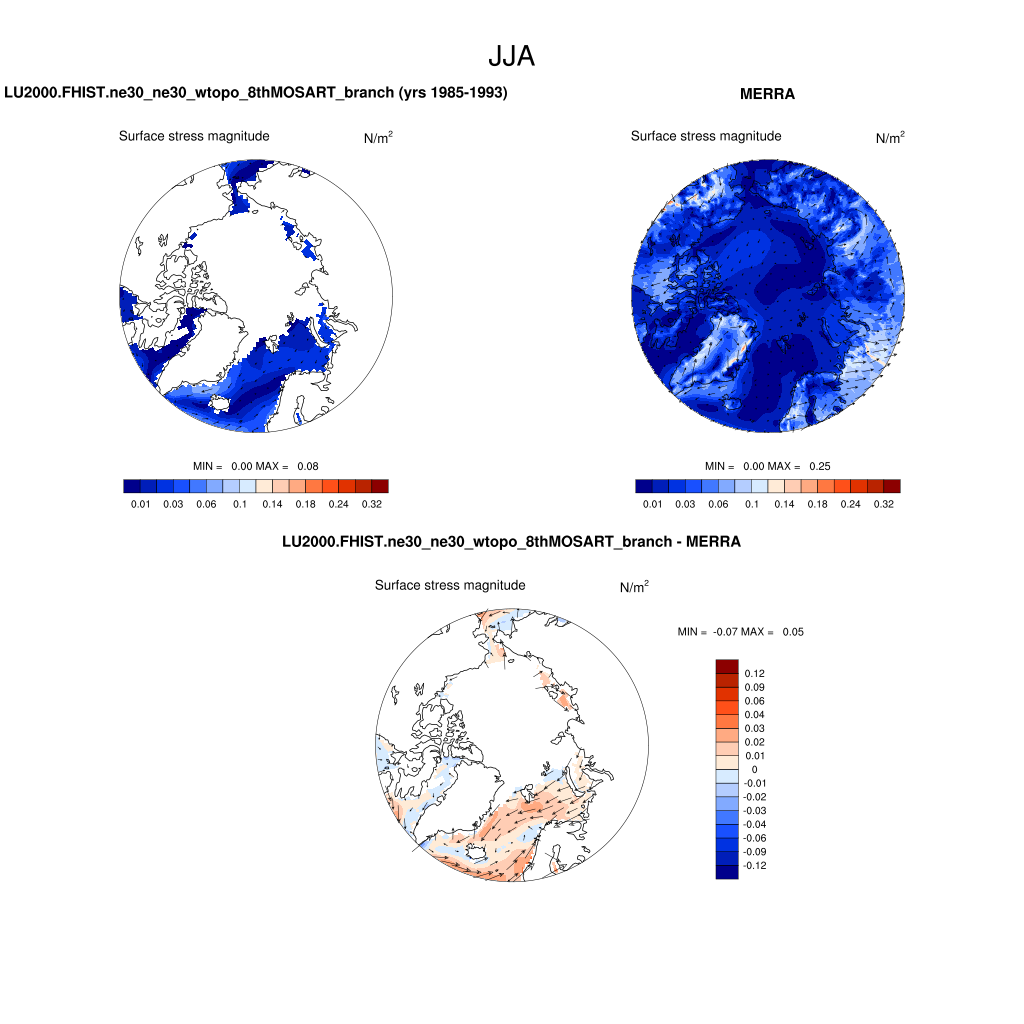 JJA
LU2000.FHIST.ne30_ne30_wtopo_8thMOSART_branch (yrs 1985-1993)
MERRA
Surface stress magnitude N/m2
Surface stress magnitude N/m2
MIN = 0.00 MAX = 0.08
MIN = 0.00 MAX = 0.25
0.01 0.03 0.06 0.1 0.14 0.18 0.24 0.32
0.01 0.03 0.06 0.1 0.14 0.18 0.24 0.32
LU2000.FHIST.ne30_ne30_wtopo_8thMOSART_branch - MERRA
Surface stress magnitude N/m2
MIN = -0.07 MAX = 0.05
0.12
0.09
0.06
0.04
0.03
0.02
0.01
0
-0.01
-0.02
-0.03
-0.04
-0.06
-0.09
-0.12